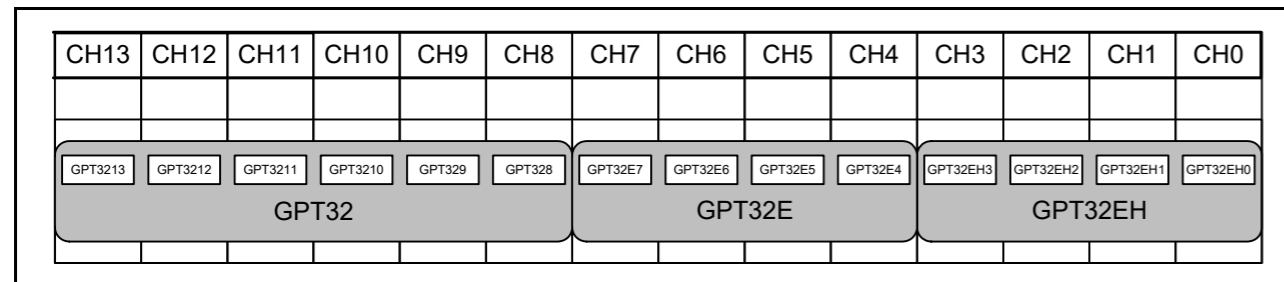 CH13 CH12 CH11 CH10 CH9 CH8 CH7 CH6 CH5 CH4 CH3 CH2 CH1 CH0
GPT3213 GPT3212 GPT3211 GPT3210 GPT329 GPT328 GPT32E7 GPT32E6 GPT32E5 GPT32E4 GPT32EH3 GPT32EH2 GPT32EH1 GPT32EH0
GPT32 GPT32E GPT32EH